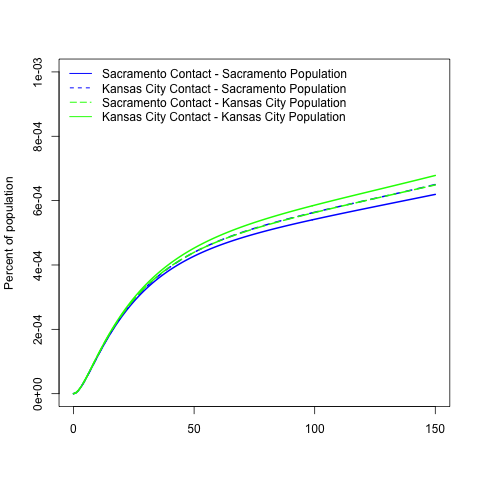 Sacramento Contact - Sacramento Population
Kansas City Contact - Sacramento Population
Sacramento Contact - Kansas City Population
Kansas City Contact - Kansas City Population
Percent of population
1e-03
8e-04
6e-04
4e-04
2e-04
0e+00
0 50 100 150